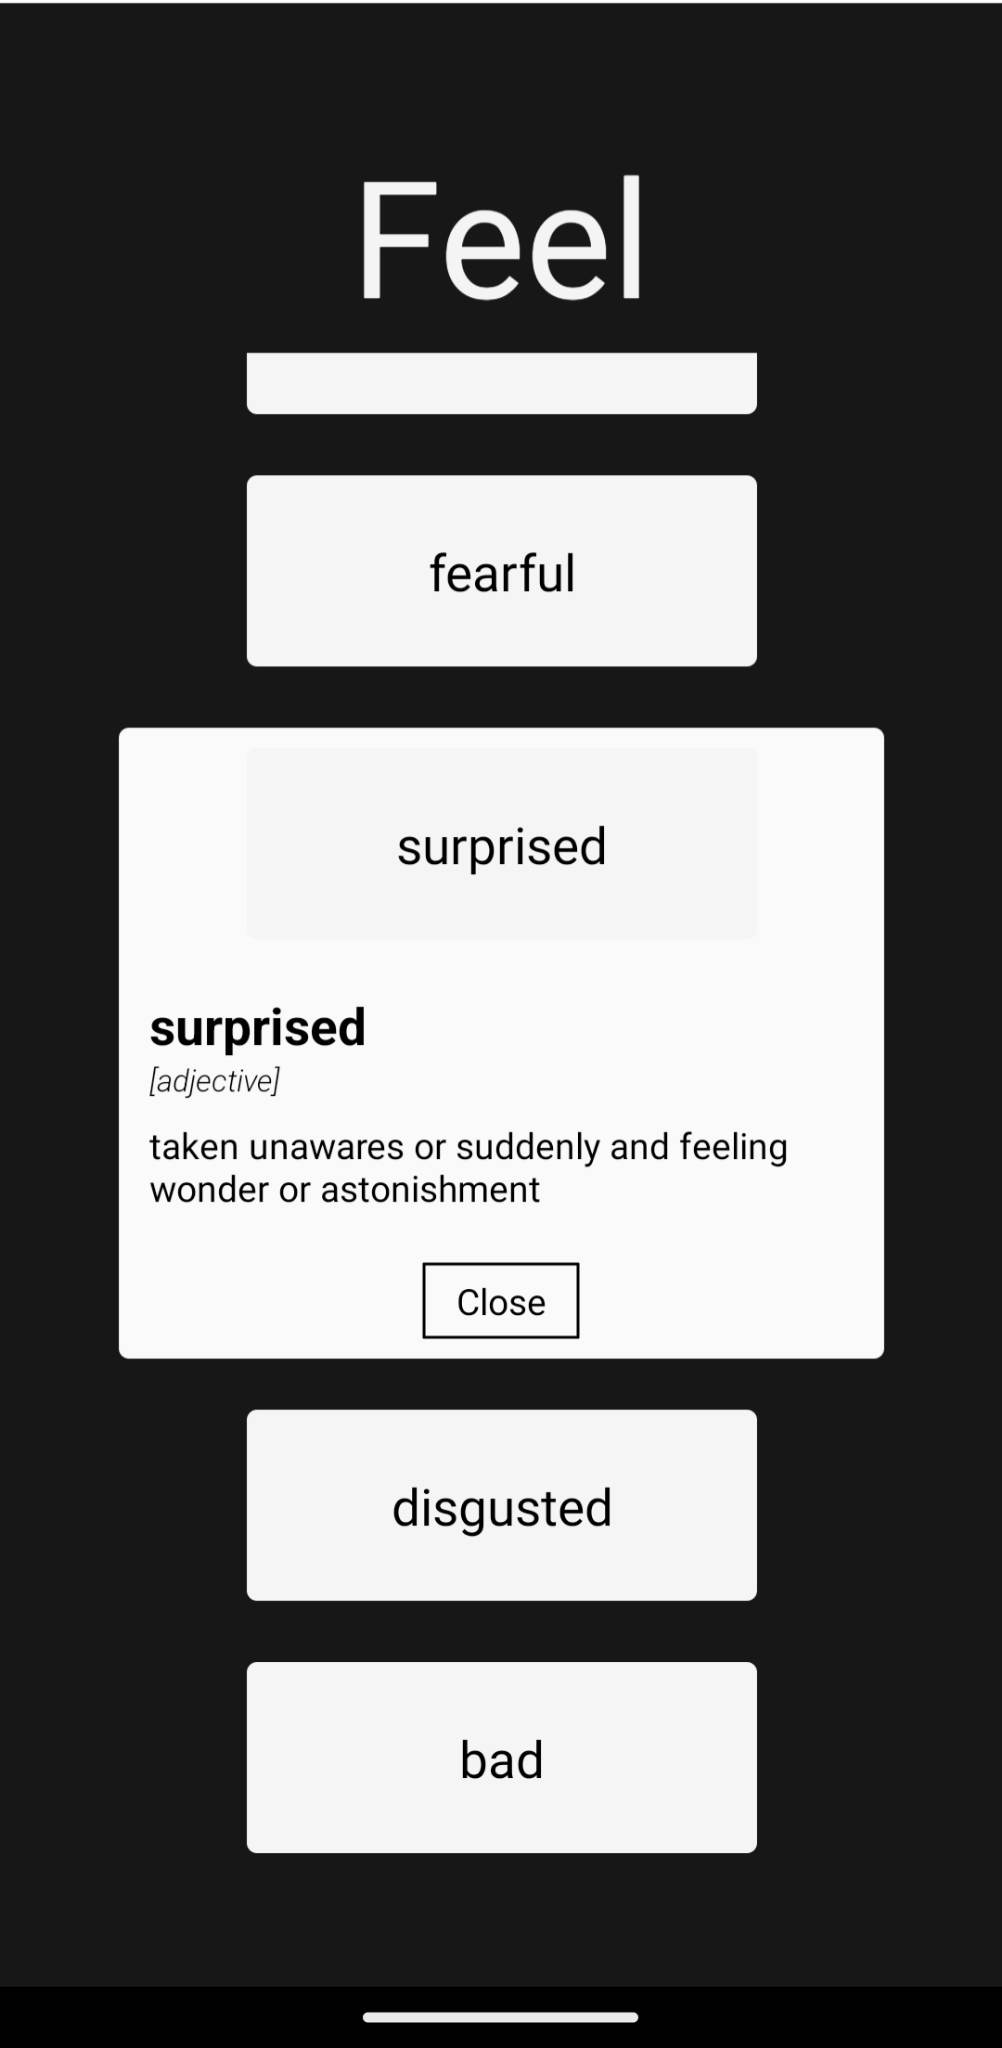 Feel
fearful
surprised
surprised
[adjective]
taken unawares or suddenly and feeling
wonder or astonishment
Close
disgusted
bad